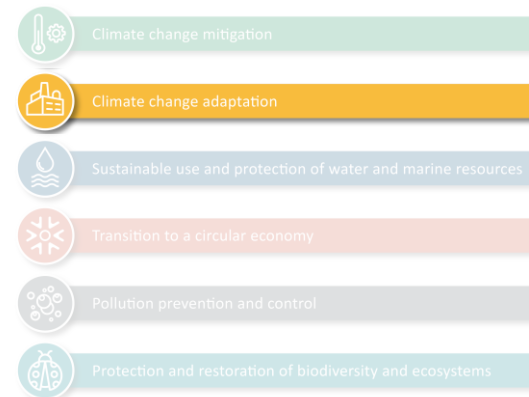 Climate change mitigation
Climate change adaptation
Sustainable use and protection of water and marine resources
Transition to a circular economy
Pollution prevention and control
Protection and restoration of biodiversity and ecosystems